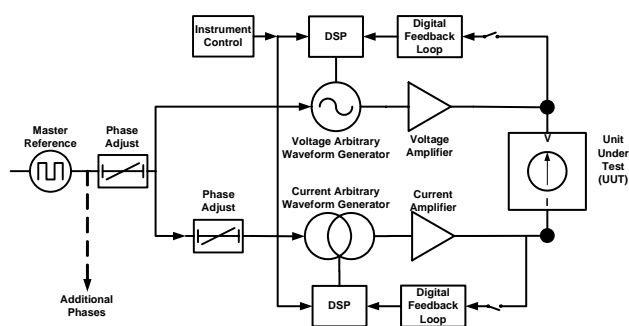 Instrument
Control
DSP
Digital
Feedback
Loop
Master
Reference
Phase
Adjust
Voltage Arbitrary
Waveform Generator
Voltage
Amplifier
V
I
Unit
Under
Test
(UUT)
Phase
Adjust
Current Arbitrary
Waveform Generator
Current
Amplifier
Additional
Phases
DSP
Digital
Feedback
Loop